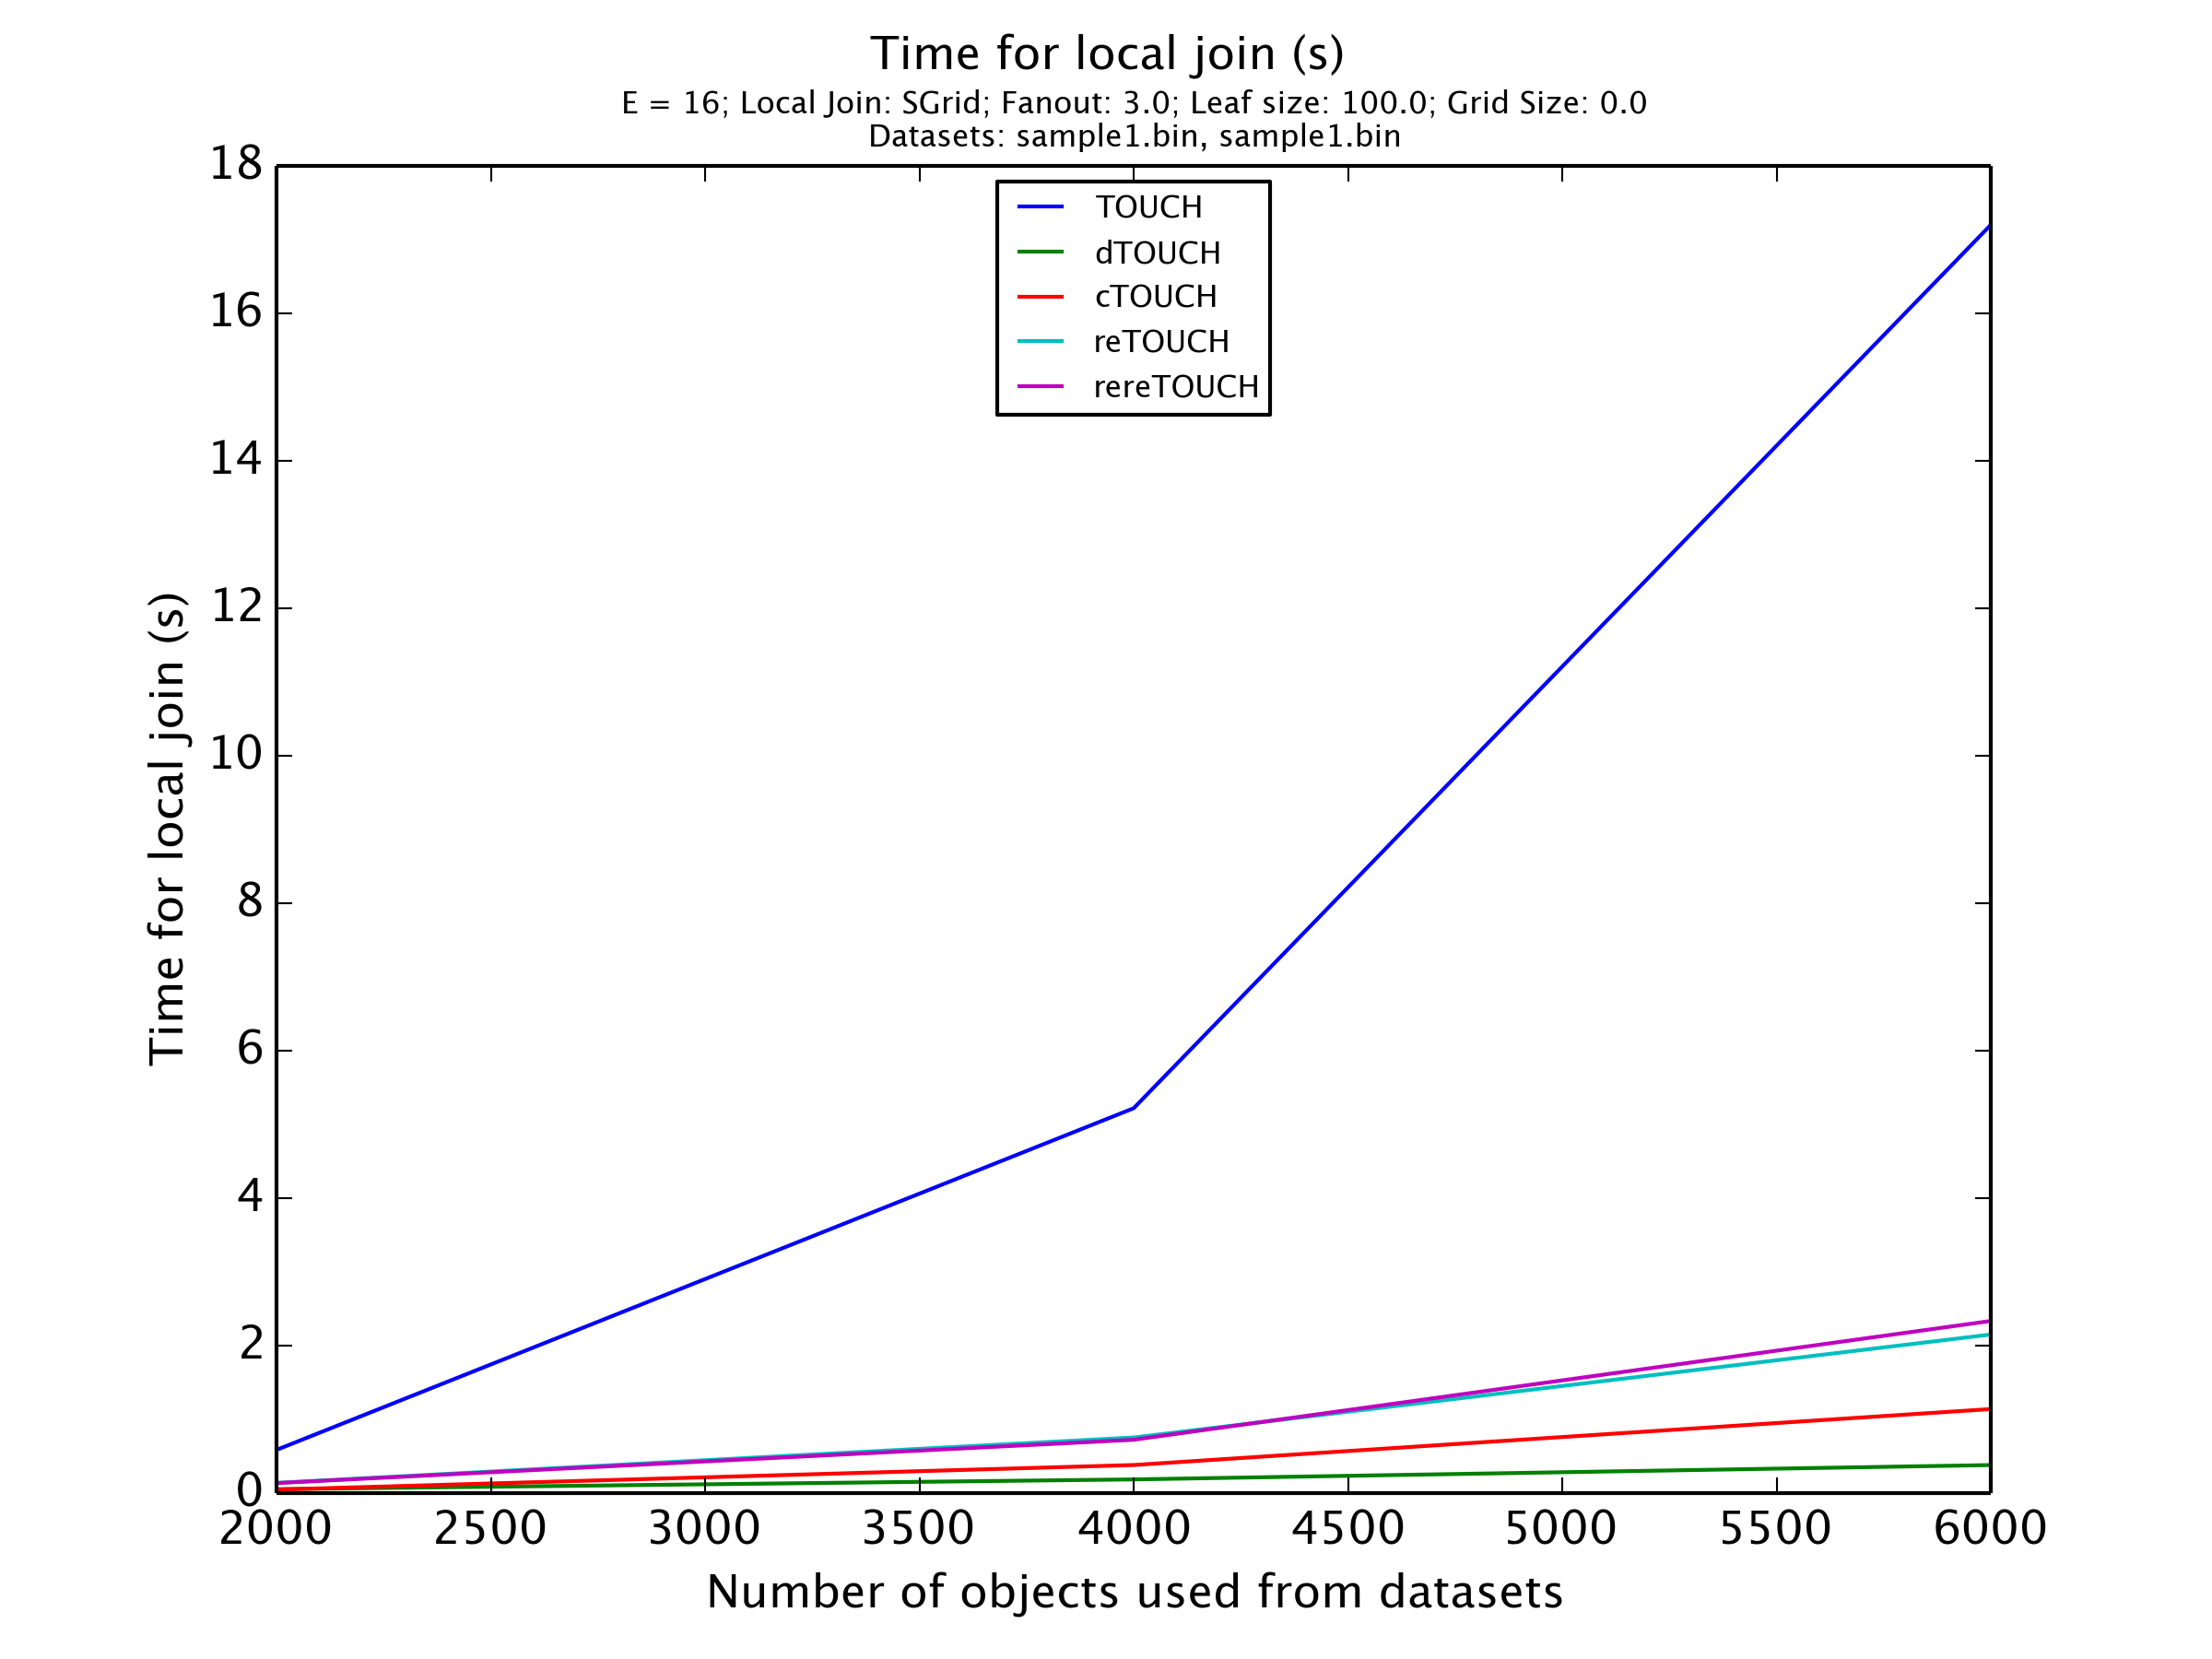 Time for local join (s)
E = 16; Local Join: SGrid; Fanout: 3.0; Leaf size: 100.0; Grid Size: 0.0
Datasets: sample1.bin, sample1.bin
TOUCH
dTOUCH
cTOUCH
reTOUCH
rereTOUCH
Time for local join (s)
18
16
14
12
10
8
6
4
2
0
2000 2500 3000 3500 4000 4500 5000 5500 6000
Number of objects used from datasets